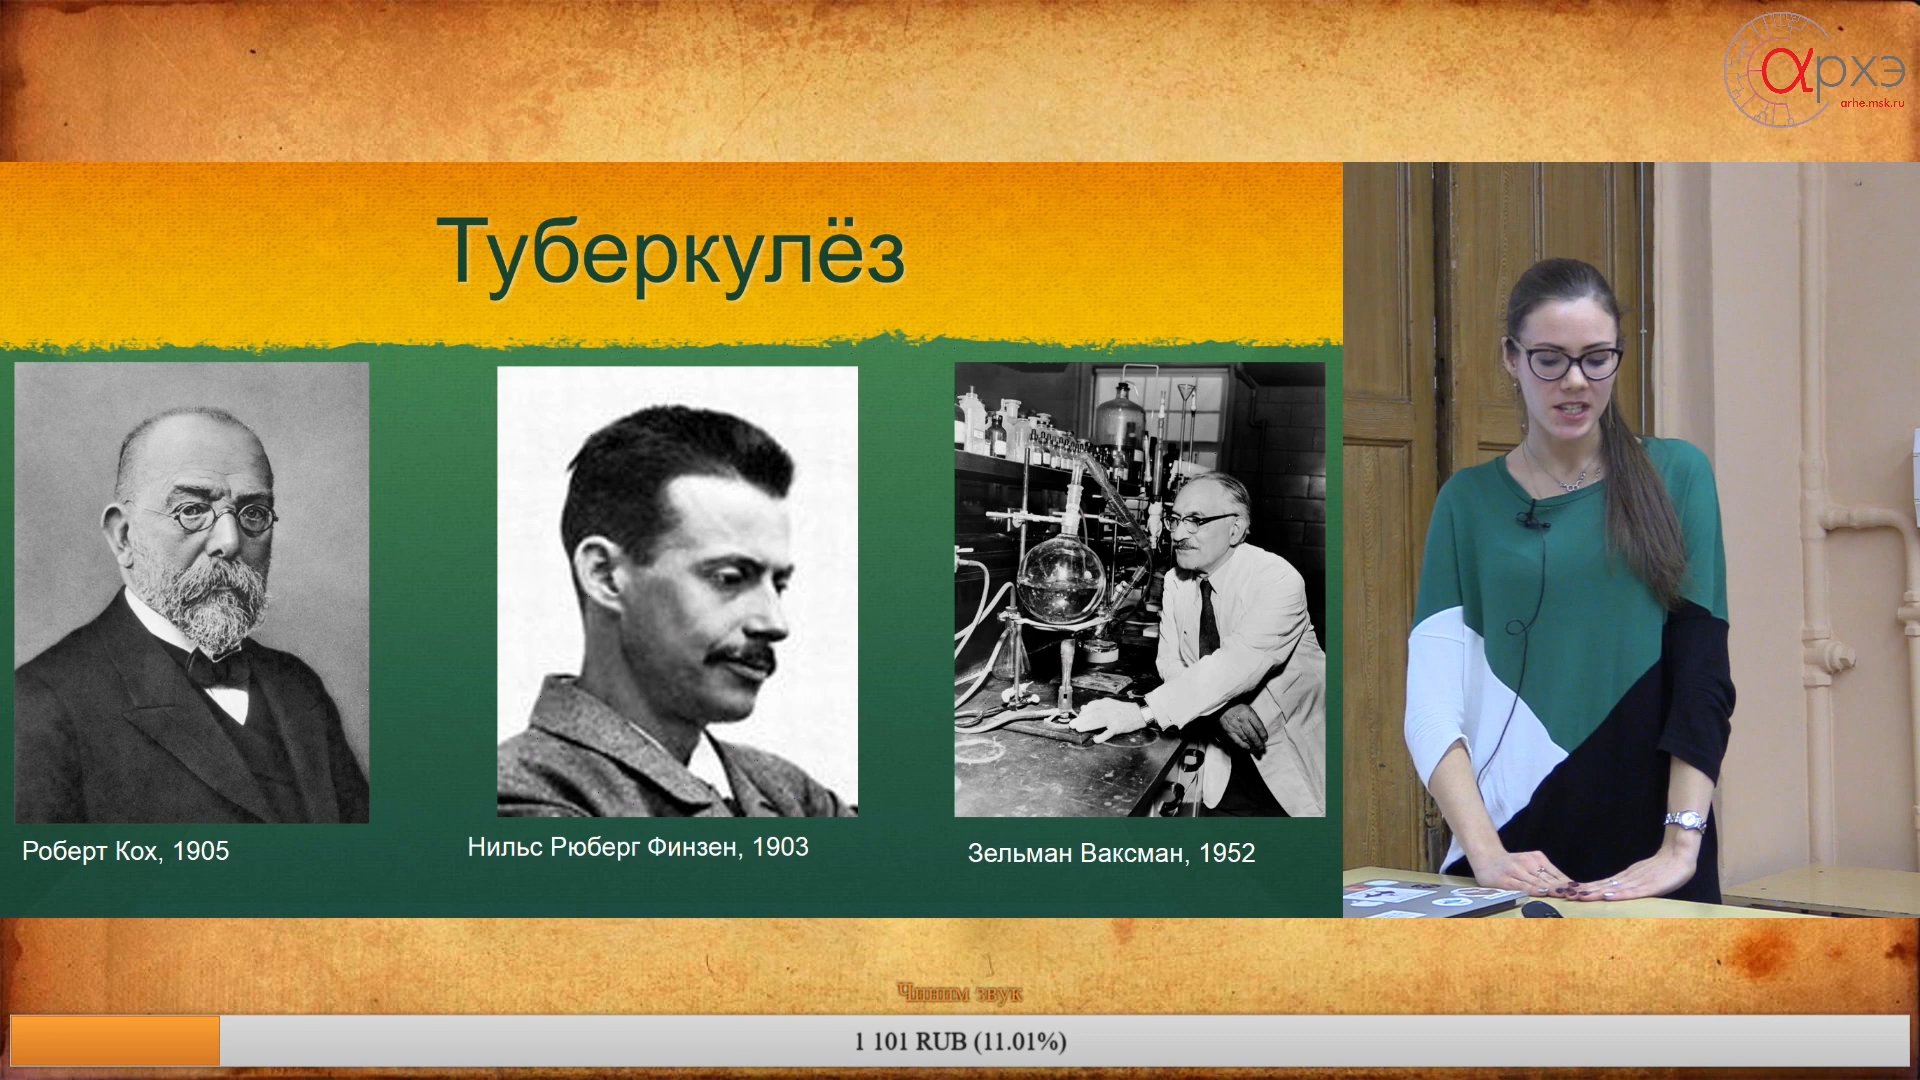 αрхэ
arhe.msk.ru
Туберкулёз
Роберт Кох, 1905
Нильс Рюберг Финзен, 1903
Зельман Ваксман, 1952
Чиним звук
1 101 RUB (11.01%)